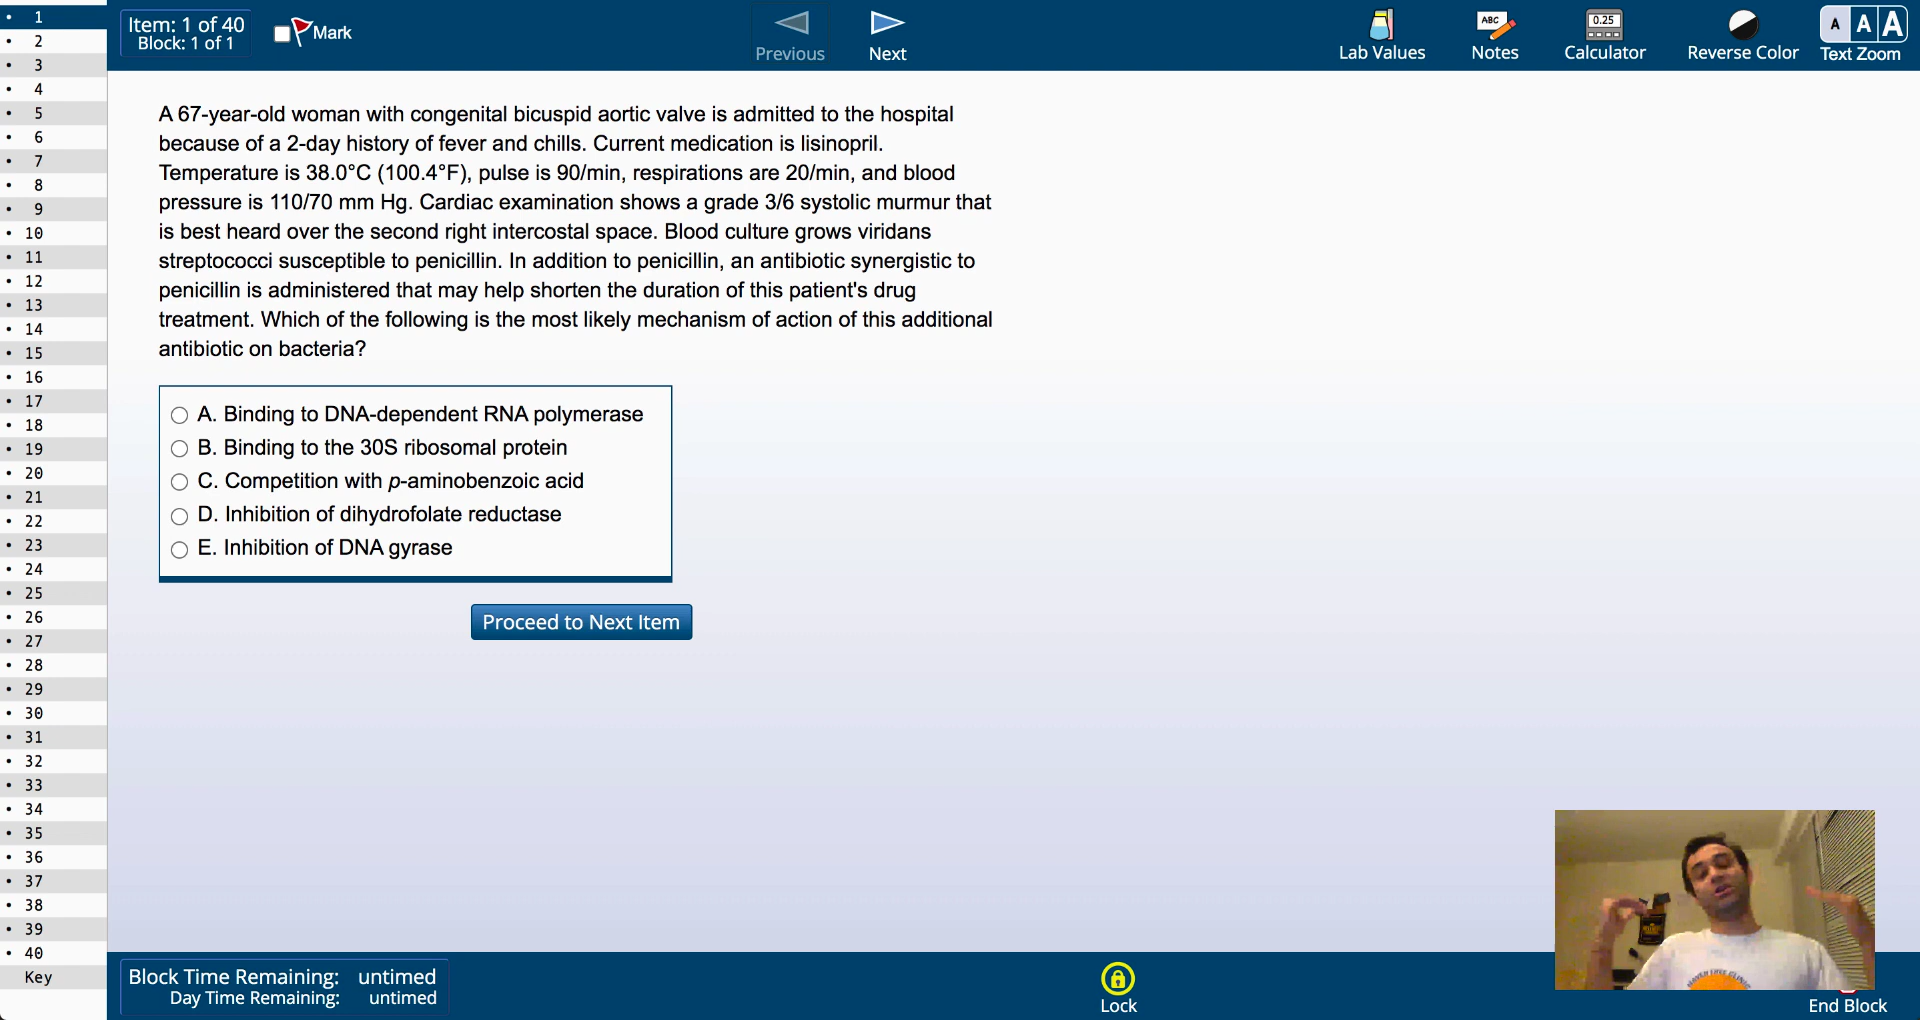 Item: 1 of 40
Block: 1 of 1
Mark
Previous
Next
Lab Values
ABC
Notes
0.25
Calculator
Reverse Color
A A A
Text Zoom
1
2
3
4
5
6
7
8
9
10
11
12
13
14
15
16
17
18
19
20
21
22
23
24
25
26
27
28
29
30
31
32
33
34
35
36
37
38
39
40
Key
A 67-year-old woman with congenital bicuspid aortic valve is admitted to the hospital
because of a 2-day history of fever and chills. Current medication is lisinopril.
Temperature is 38.0°C (100.4°F), pulse is 90/min, respirations are 20/min, and blood
pressure is 110/70 mm Hg. Cardiac examination shows a grade 3/6 systolic murmur that
is best heard over the second right intercostal space. Blood culture grows viridans
streptococci susceptible to penicillin. In addition to penicillin, an antibiotic synergistic to
penicillin is administered that may help shorten the duration of this patient's drug
treatment. Which of the following is the most likely mechanism of action of this additional
antibiotic on bacteria?
A. Binding to DNA-dependent RNA polymerase
B. Binding to the 30S ribosomal protein
C. Competition with p-aminobenzoic acid
D. Inhibition of dihydrofolate reductase
E. Inhibition of DNA gyrase
Proceed to Next Item
Block Time Remaining: untimed
Day Time Remaining: untimed
Lock
End Block